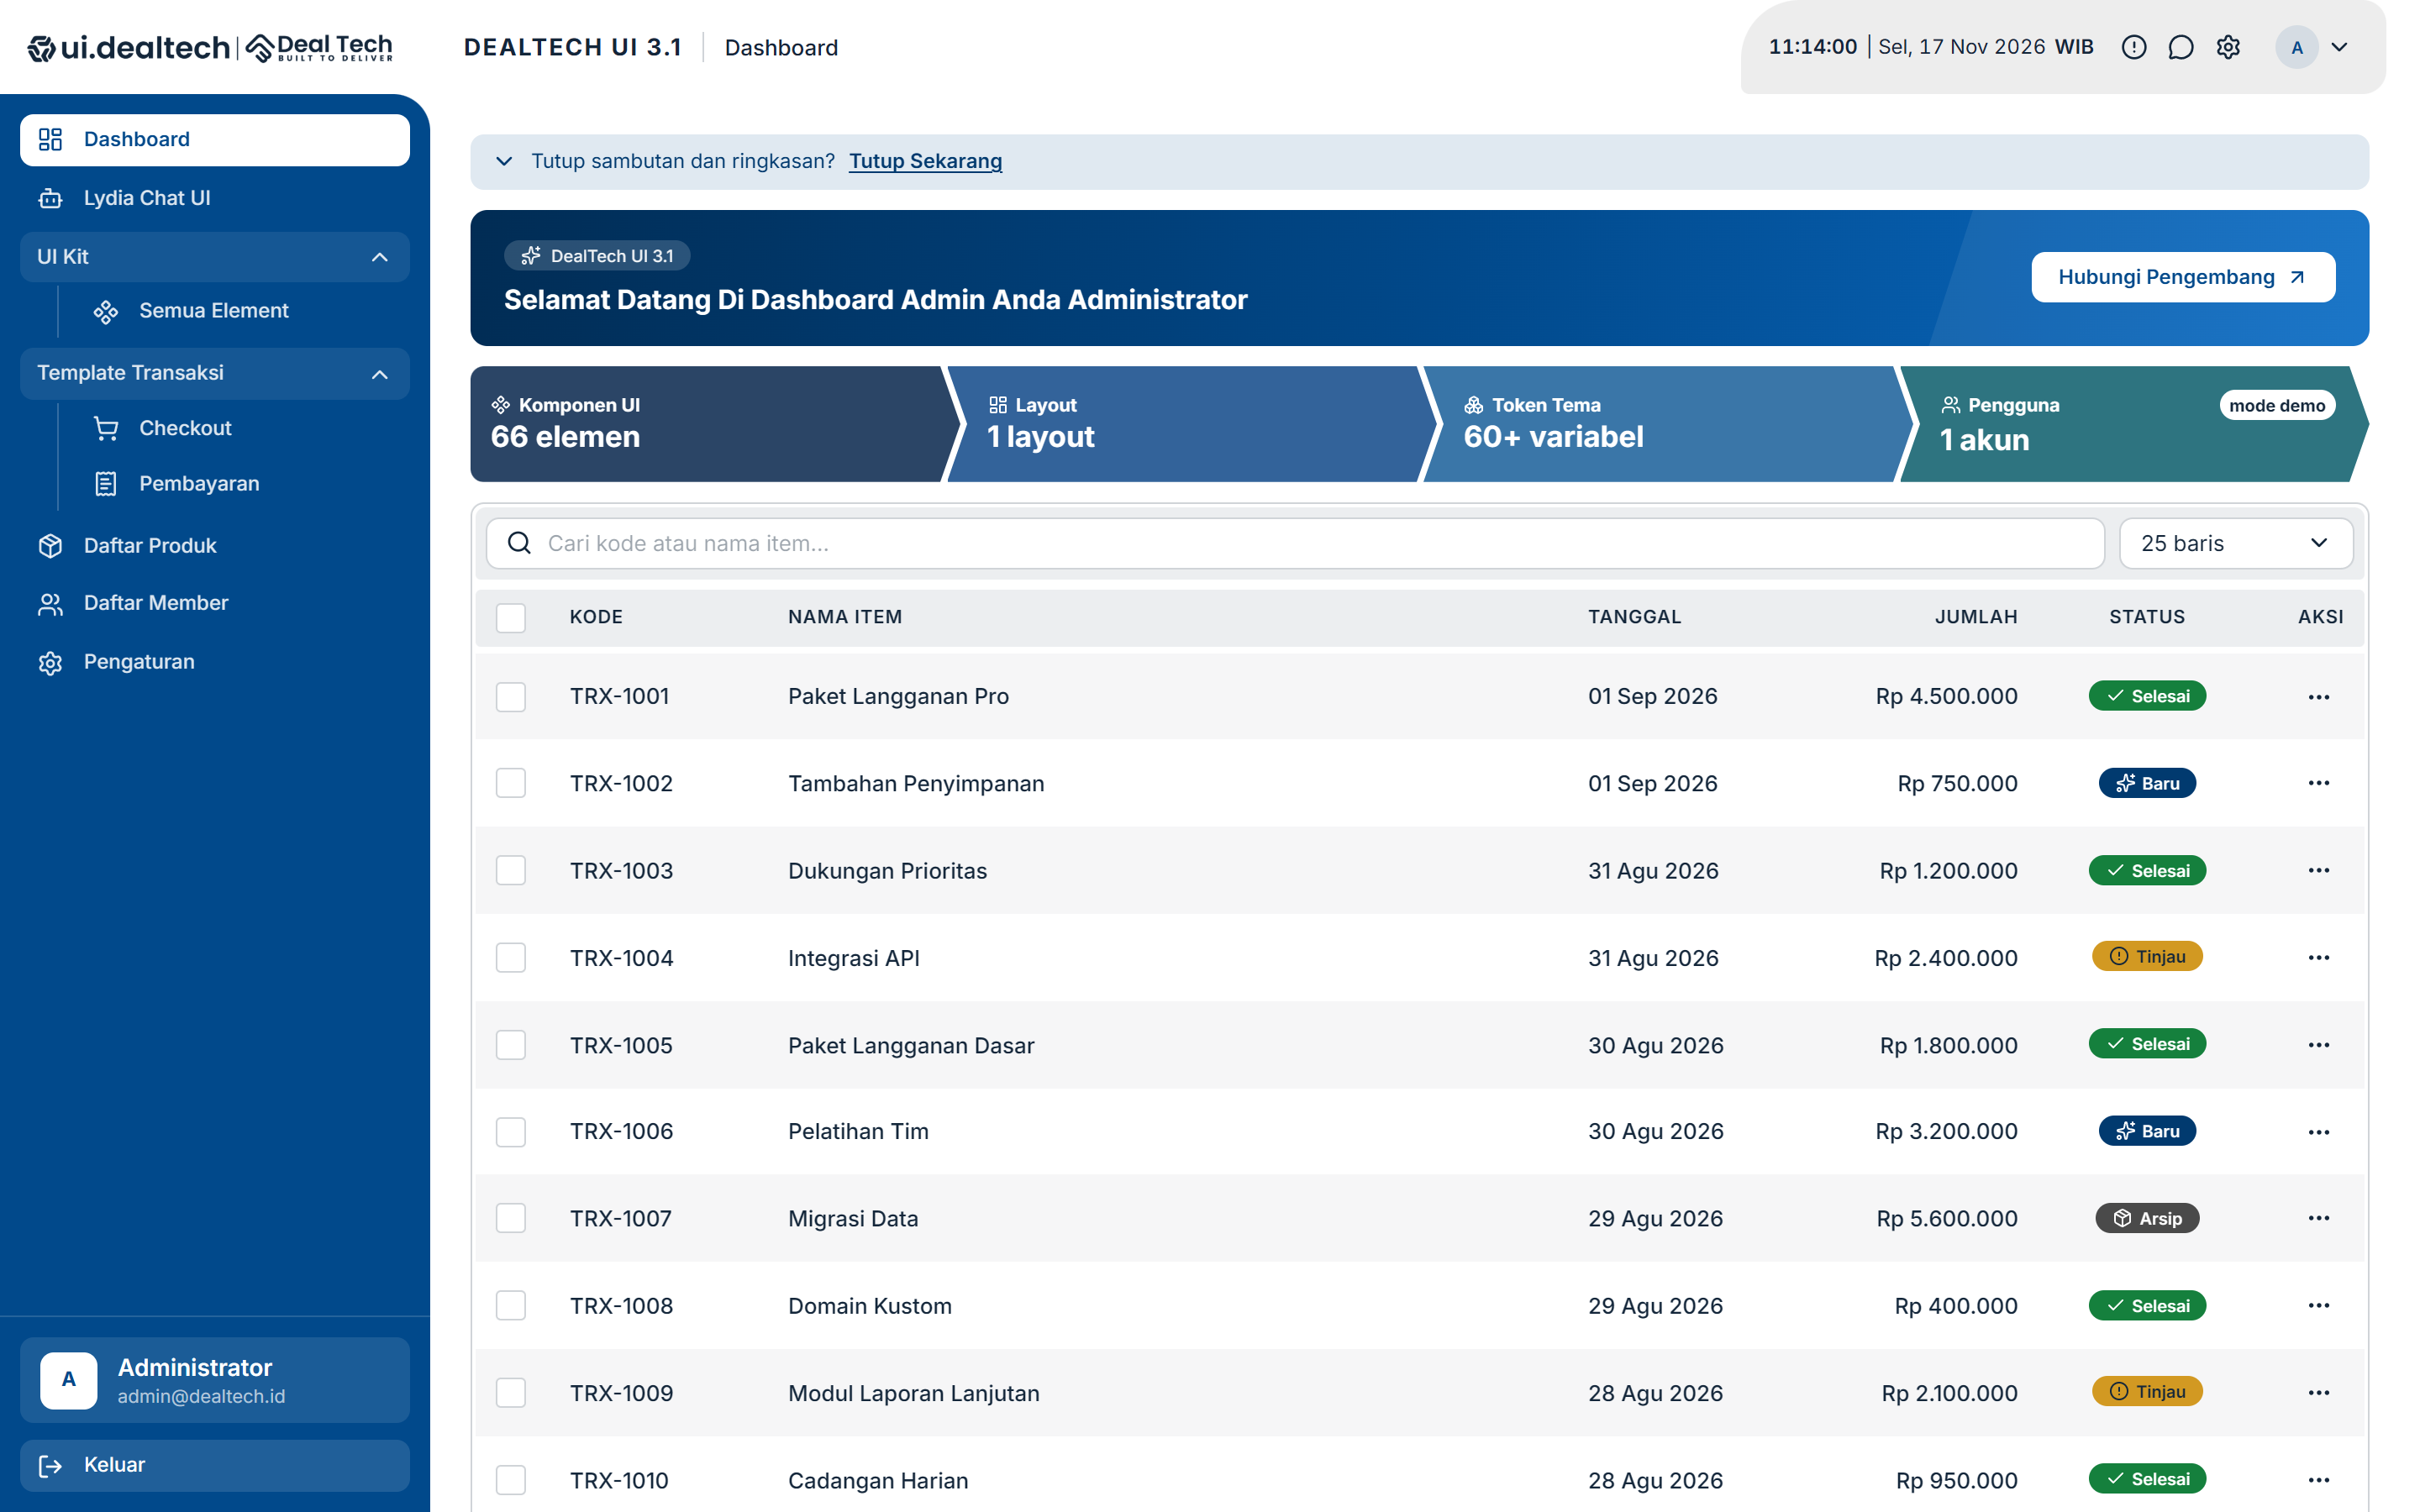 ui.dealtech | Deal Tech
BUILT TO DELIVER
DEALTECH UI 3.1 Dashboard
11:14:00 | Sel, 17 Nov 2026 WIB
A
Dashboard
Lydia Chat UI
UI Kit
Semua Element
Template Transaksi
Checkout
Pembayaran
Daftar Produk
Daftar Member
Pengaturan
A
Administrator
admin@dealtech.id
Keluar
Tutup sambutan dan ringkasan? Tutup Sekarang
DealTech UI 3.1
Selamat Datang Di Dashboard Admin Anda Administrator
Hubungi Pengembang
Komponen UI
66 elemen
Layout
1 layout
Token Tema
60+ variabel
Pengguna
1 akun
mode demo
Cari kode atau nama item...
25 baris
KODE NAMA ITEM TANGGAL JUMLAH STATUS AKSI
TRX-1001 Paket Langganan Pro 01 Sep 2026 Rp 4.500.000 Selesai
TRX-1002 Tambahan Penyimpanan 01 Sep 2026 Rp 750.000 Baru
TRX-1003 Dukungan Prioritas 31 Agu 2026 Rp 1.200.000 Selesai
TRX-1004 Integrasi API 31 Agu 2026 Rp 2.400.000 Tinjau
TRX-1005 Paket Langganan Dasar 30 Agu 2026 Rp 1.800.000 Selesai
TRX-1006 Pelatihan Tim 30 Agu 2026 Rp 3.200.000 Baru
TRX-1007 Migrasi Data 29 Agu 2026 Rp 5.600.000 Arsip
TRX-1008 Domain Kustom 29 Agu 2026 Rp 400.000 Selesai
TRX-1009 Modul Laporan Lanjutan 28 Agu 2026 Rp 2.100.000 Tinjau
TRX-1010 Cadangan Harian 28 Agu 2026 Rp 950.000 Selesai